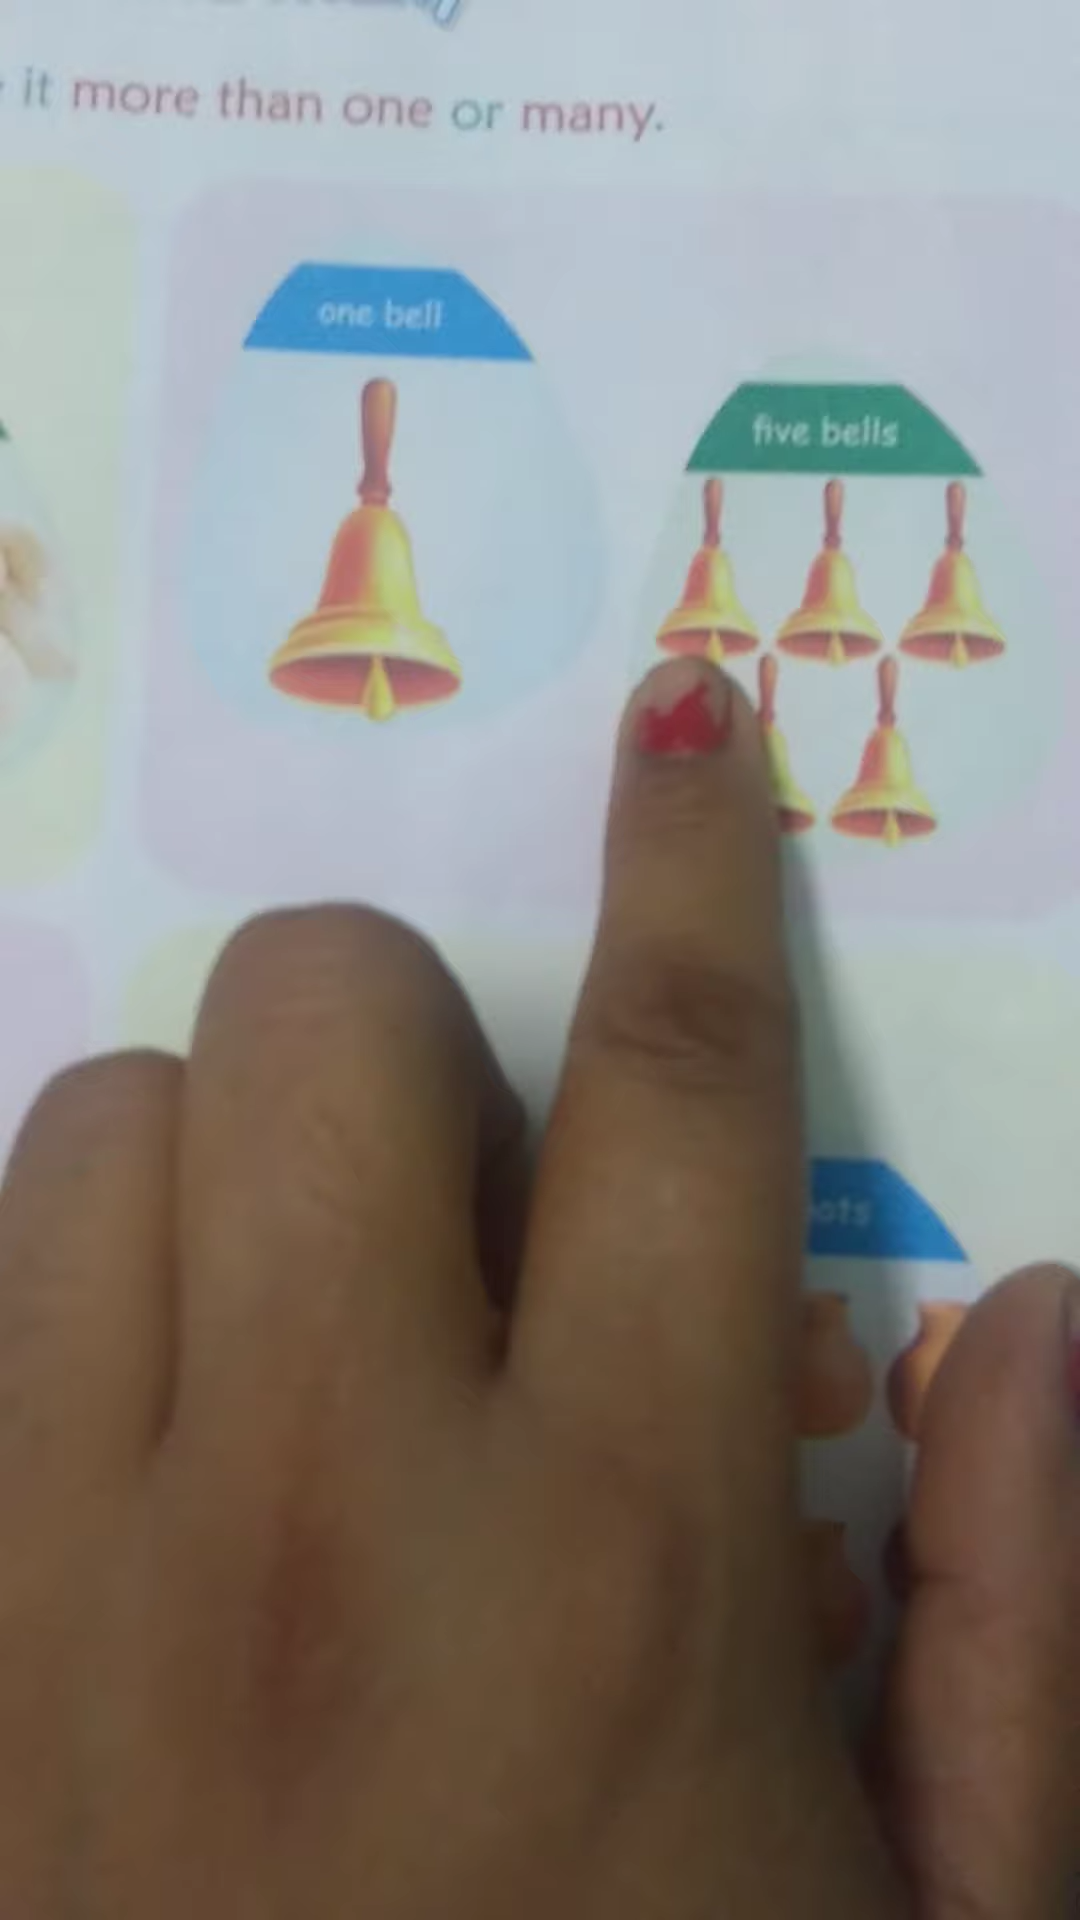 it more than one or many.
one bell
five bells